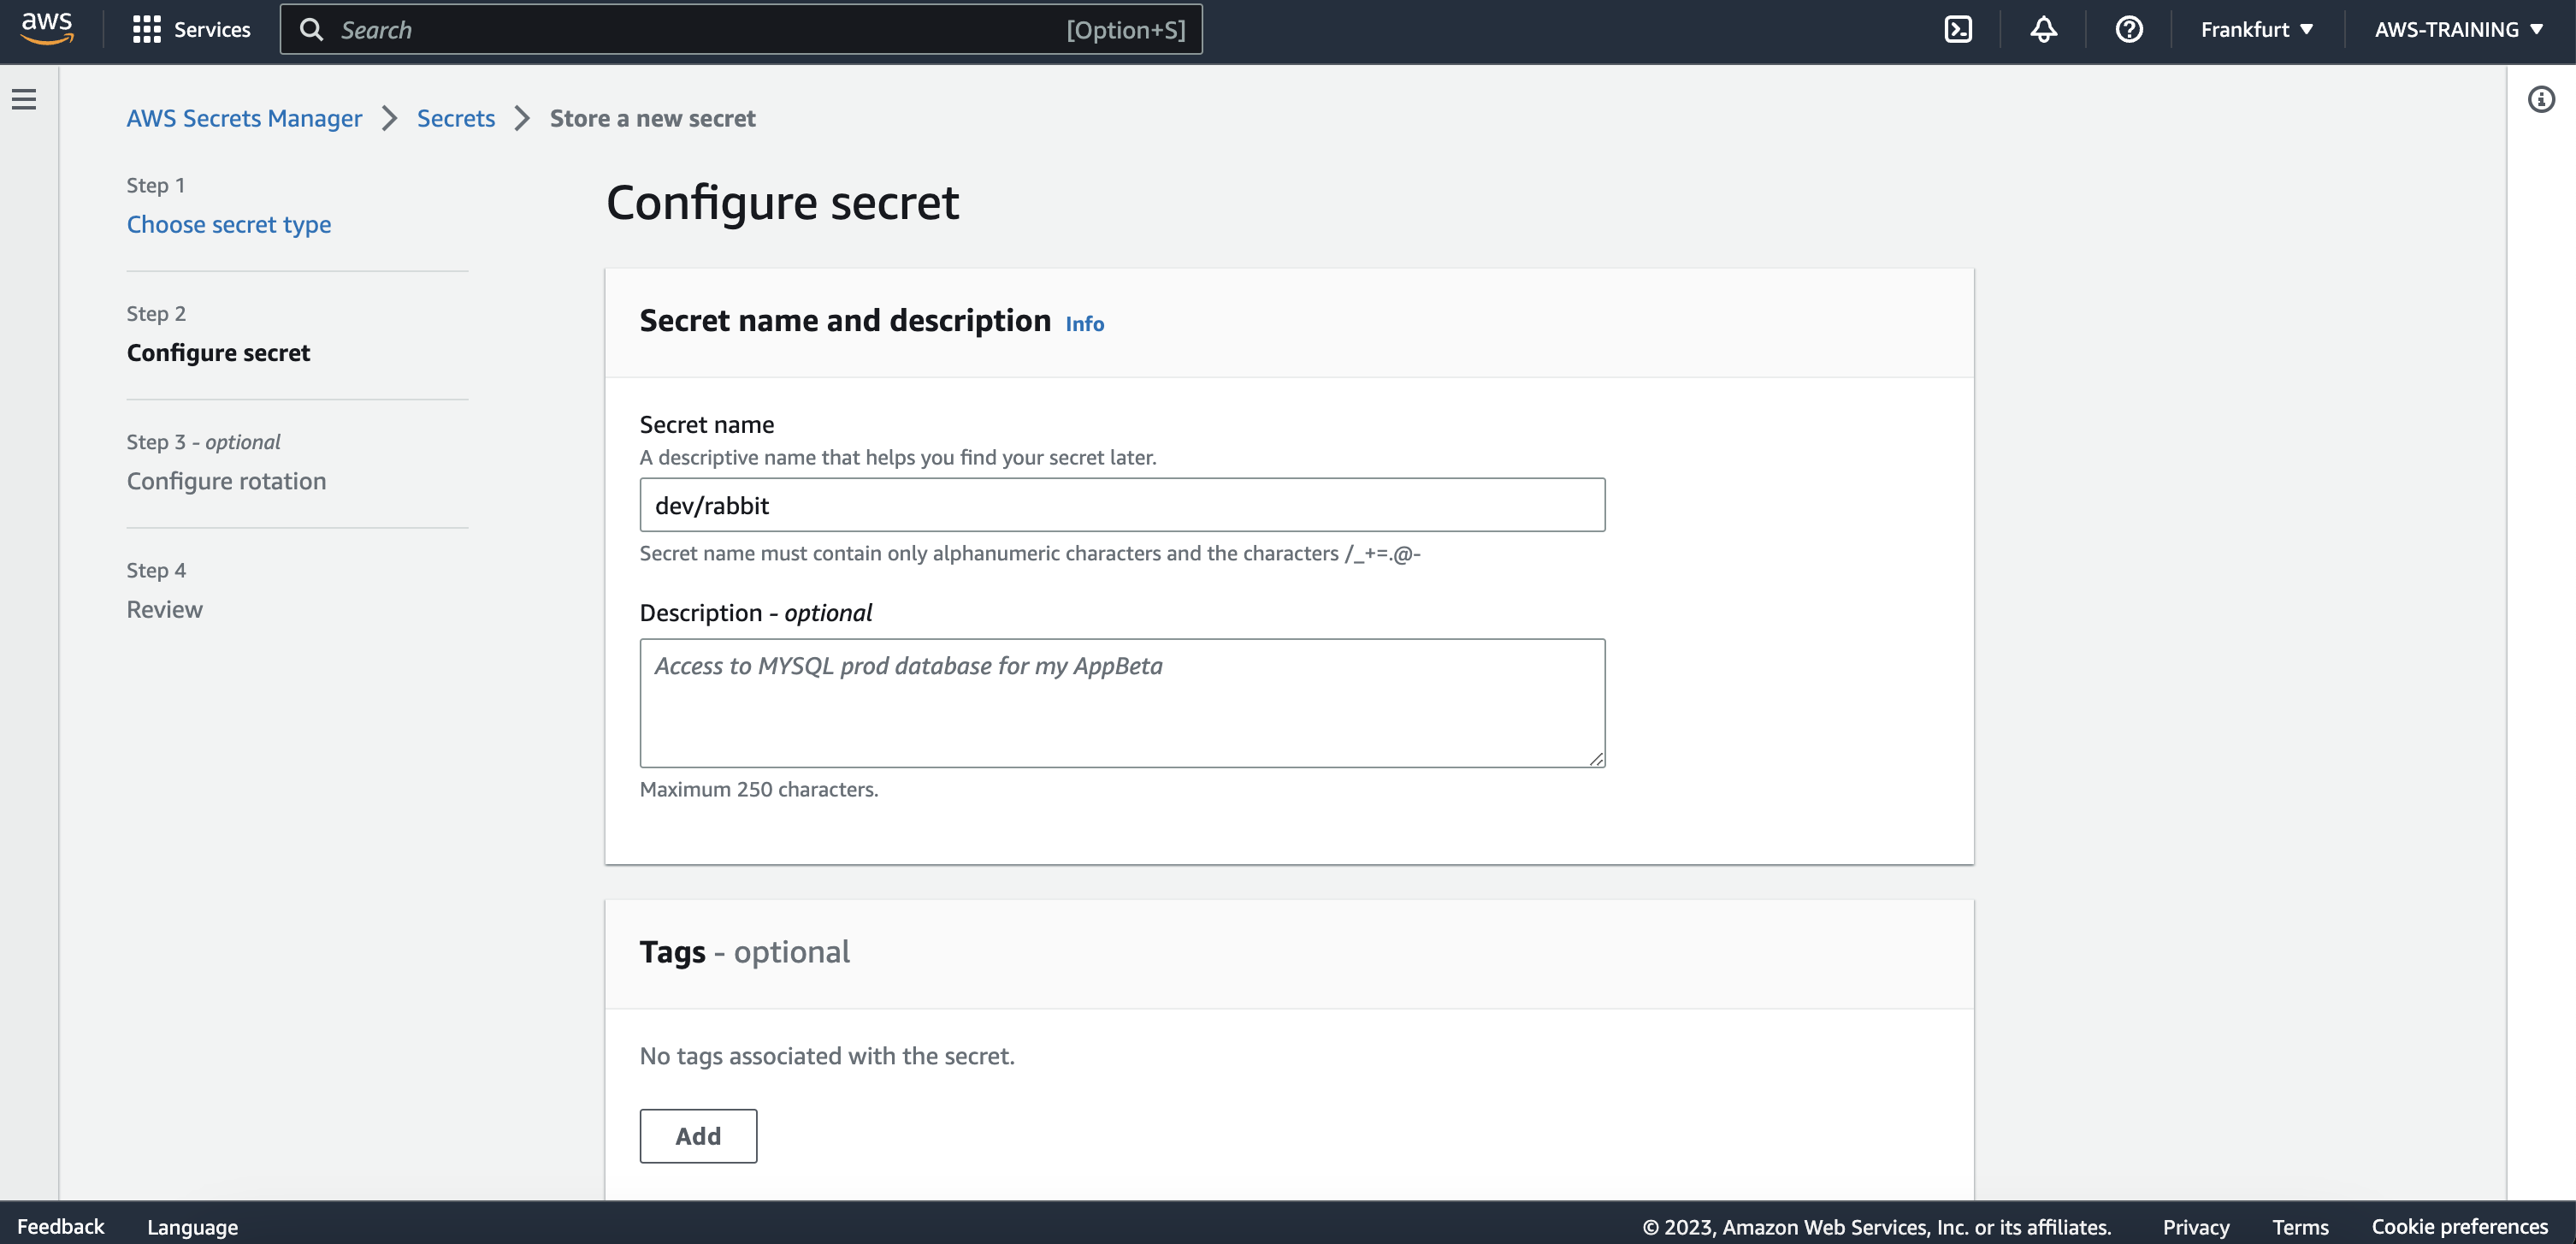 aws
Services
Search [Option+S]
Frankfurt
AWS-TRAINING
AWS Secrets Manager
Secrets
Store a new secret
Step 1
Choose secret type
Step 2
Configure secret
Step 3 - optional
Configure rotation
Step 4
Review
Configure secret
Secret name and description Info
Secret name
A descriptive name that helps you find your secret later.
dev/rabbit
Secret name must contain only alphanumeric characters and the characters /_+=.@-
Description - optional
Access to MYSQL prod database for my AppBeta
Maximum 250 characters.
Tags - optional
No tags associated with the secret.
Add
Feedback
Language
© 2023, Amazon Web Services, Inc. or its affiliates.
Privacy
Terms
Cookie preferences